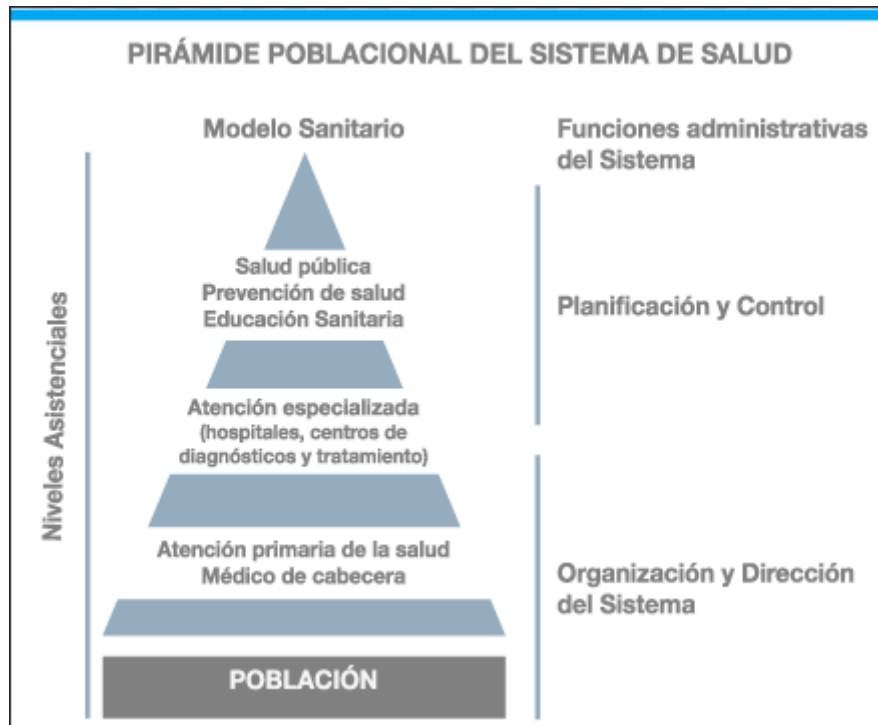 PIRÁMIDE POBLACIONAL DEL SISTEMA DE SALUD
Modelo Sanitario
Funciones administrativas
del Sistema
Niveles Asistenciales
Salud pública
Prevención de salud
Educación Sanitaria
Planificación y Control
Atención especializada
(hospitales, centros de
diagnósticos y tratamiento)
Atención primaria de la salud
Médico de cabecera
Organización y Dirección
del Sistema
POBLACIÓN